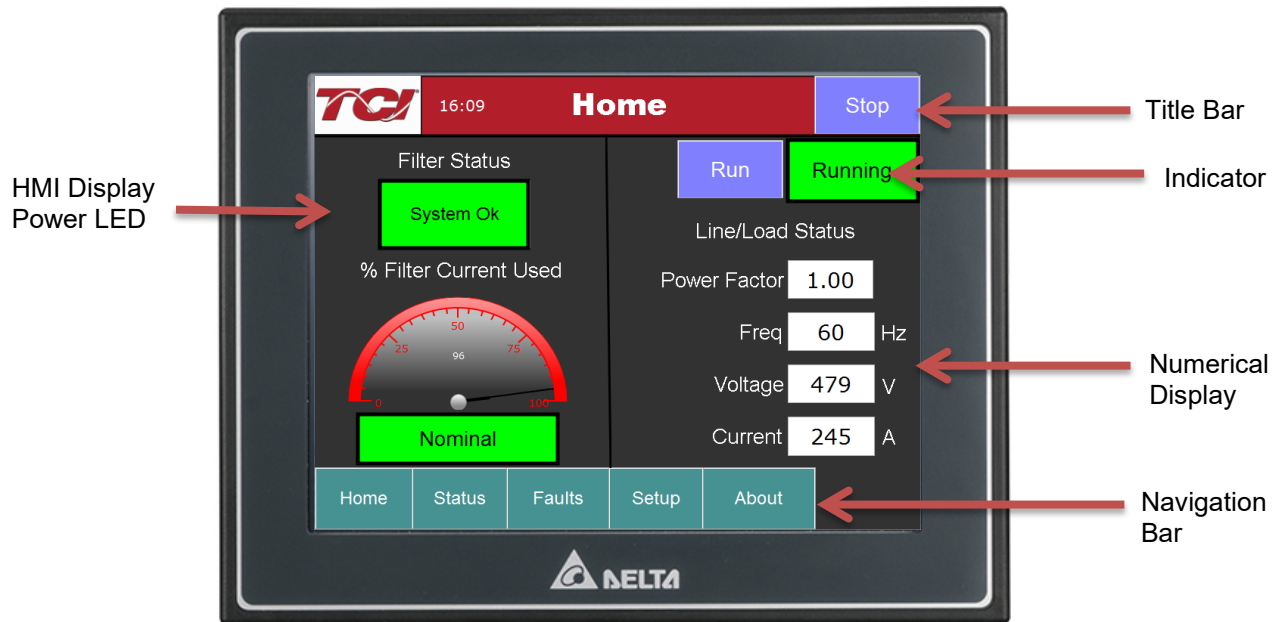 TCI
16:09
Home
Stop
Title Bar
Filter Status
Run
Running
Indicator
HMI Display
Power LED
System Ok
Line/Load Status
% Filter Current Used
Power Factor 1.00
Freq 60 Hz
Voltage 479 V
Current 245 A
Numerical
Display
0
25
50
75
100
96
Nominal
Home
Status
Faults
Setup
About
Navigation
Bar
DELTA